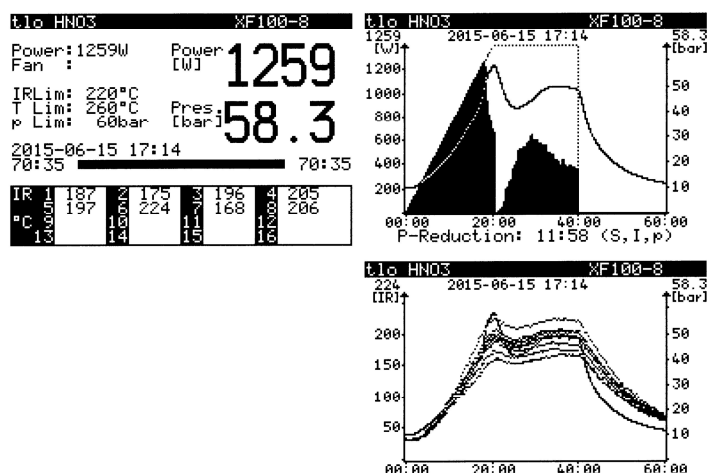 tlo HNO3 XF100-8
Power:1259W Power [W] 1259
Fan :
IRLim: 220°C
T Lim: 260°C
p Lim: 60bar
Pres. [bar] 58.3
2015-06-15 17:14
70:35 70:35
IR 1 187 2 175 3 196 4 205
5 197 6 224 7 168 8 206
°C 9 10 11 12
13 14 15 16
tlo HNO3 XF100-8
1259 2015-06-15 17:14 58.3
[W] [bar]
1200
1000
800
600
400
200
50
40
30
20
10
00:00 20:00 40:00 60:00
P-Reduction: 11:58 (S,I,p)
tlo HNO3 XF100-8
224 2015-06-15 17:14 58.3
[IR] [bar]
200
150
100
50
50
40
30
20
10
00:00 20:00 40:00 60:00